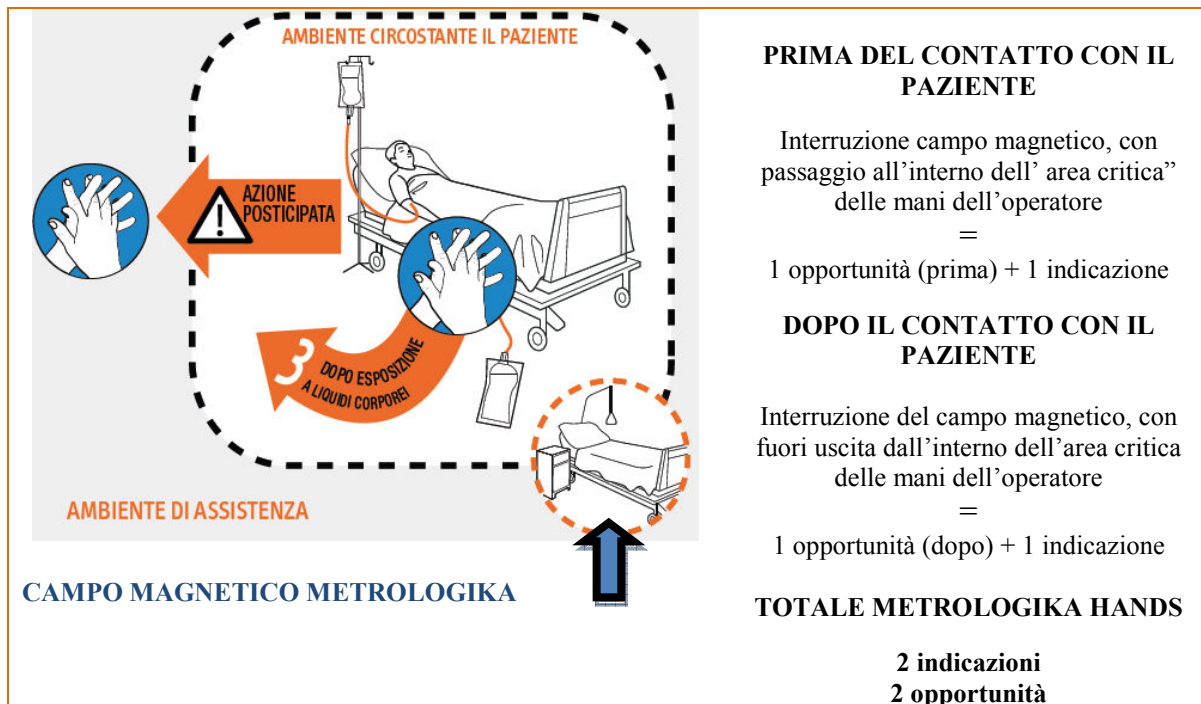 AMBIENTE CIRCOSTANTE IL PAZIENTE
AZIONE
POSTICIPATA
3
DOPO ESPOSIZIONE
A LIQUIDI CORPOREI
AMBIENTE DI ASSISTENZA
CAMPO MAGNETICO METROLOGIKA
PRIMA DEL CONTATTO CON IL
PAZIENTE
Interruzione campo magnetico, con
passaggio all’interno dell’ area critica”
delle mani dell’operatore
=
1 opportunità (prima) + 1 indicazione
DOPO IL CONTATTO CON IL
PAZIENTE
Interruzione del campo magnetico, con
fuori uscita dall’interno dell’area critica
delle mani dell’operatore
=
1 opportunità (dopo) + 1 indicazione
TOTALE METROLOGIKA HANDS
2 indicazioni
2 opportunità